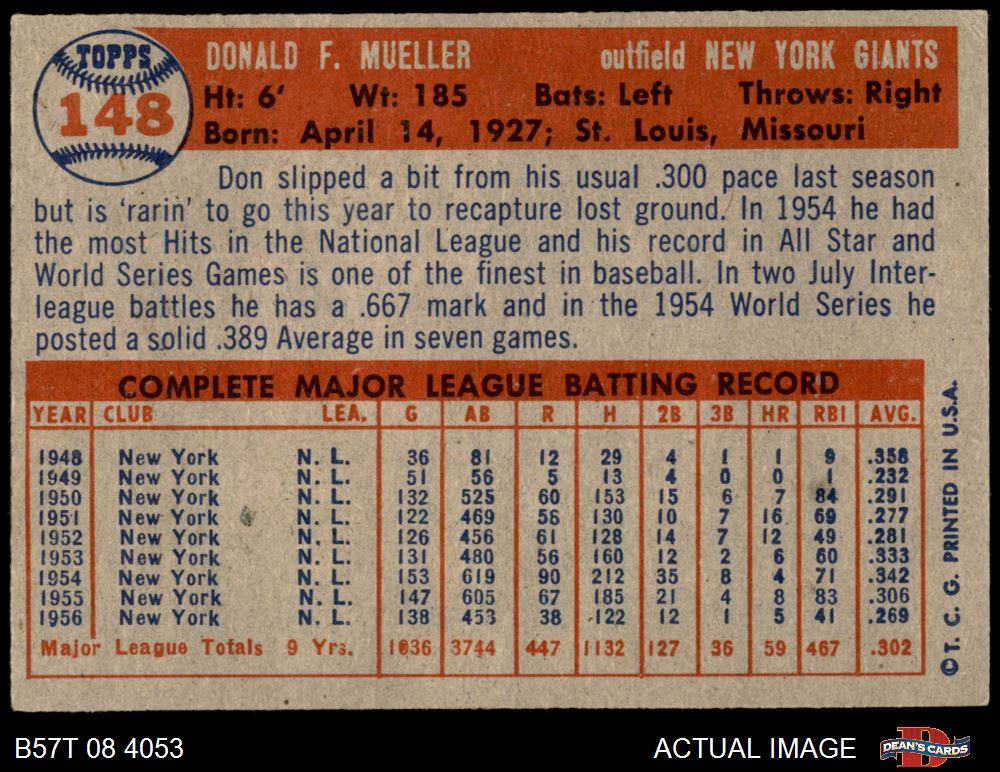 TOPPS
148
DONALD F. MUELLER outfield NEW YORK GIANTS
Ht: 6' Wt: 185 Bats: Left Throws: Right
Born: April 14, 1927; St. Louis, Missouri
Don slipped a bit from his usual .300 pace last season
but is 'rarin' to go this year to recapture lost ground. In 1954 he had
the most Hits in the National League and his record in All Star and
World Series Games is one of the finest in baseball. In two July Inter-
league battles he has a .667 mark and in the 1954 World Series he
posted a solid .389 Average in seven games.
COMPLETE MAJOR LEAGUE BATTING RECORD
YEAR CLUB LEA. G AB R H 2B 3B HR RBI AVG.
1948 New York N. L. 36 81 12 29 4 1 1 9 .358
1949 New York N. L. 51 56 5 13 4 0 0 1 .232
1950 New York N. L. 132 525 60 153 15 6 7 84 .291
1951 New York N. L. 122 469 58 130 10 7 16 69 .277
1952 New York N. L. 126 456 61 128 14 7 12 49 .281
1953 New York N. L. 131 480 56 160 12 2 6 60 .333
1954 New York N. L. 153 619 90 212 35 8 4 71 .342
1955 New York N. L. 147 605 67 185 21 4 8 83 .306
1956 New York N. L. 138 453 38 122 12 1 5 41 .269
Major League Totals 9 Yrs. 1036 3744 447 1132 127 36 59 467 .302
© T. C. G. PRINTED IN U.S.A.
B57T 08 4053 ACTUAL IMAGE
D
DEAN'S CARDS